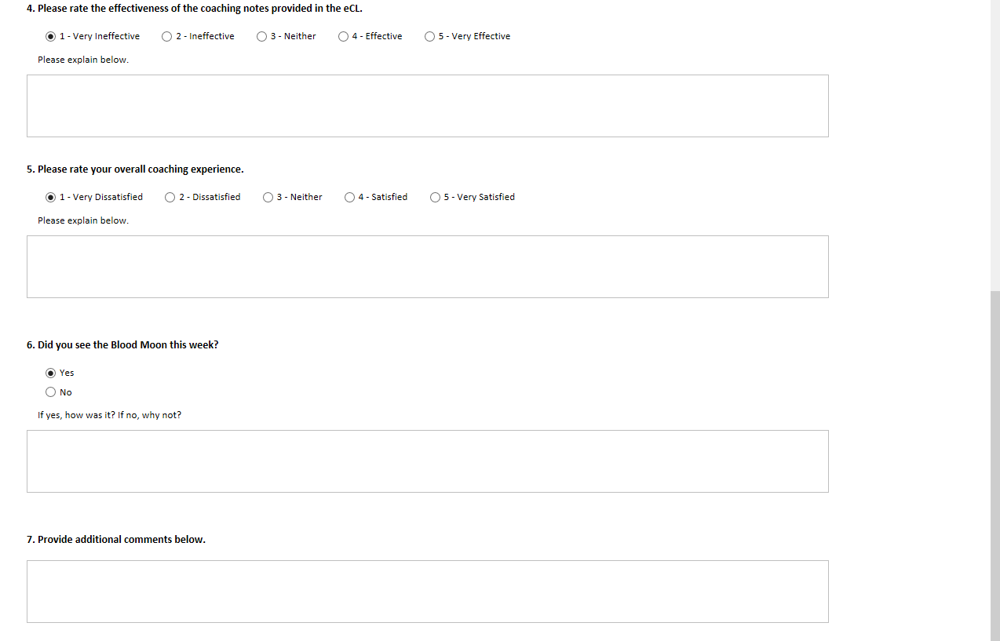 4. Please rate the effectiveness of the coaching notes provided in the eCL.
1 - Very Ineffective 2 - Ineffective 3 - Neither 4 - Effective 5 - Very Effective
Please explain below.
5. Please rate your overall coaching experience.
1 - Very Dissatisfied 2 - Dissatisfied 3 - Neither 4 - Satisfied 5 - Very Satisfied
Please explain below.
6. Did you see the Blood Moon this week?
Yes
No
If yes, how was it? If no, why not?
7. Provide additional comments below.